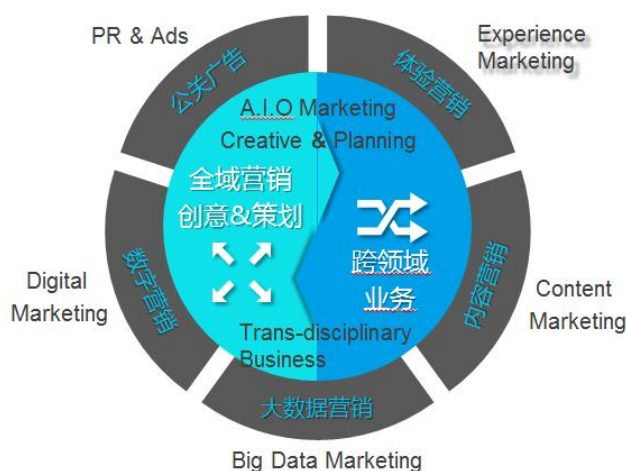 PR & Ads
公关广告
体验营销
Experience
Marketing
A.I.O Marketing
Creative & Planning
全域营销
创意&策划
跨领域
业务
Digital
Marketing
数字营销
内容营销
Content
Marketing
Trans-disciplinary
Business
大数据营销
Big Data Marketing